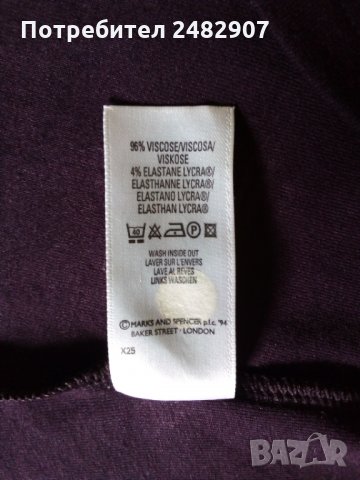 Потребител 2482907
96% VISCOSE/VISCOSA/
VISKOSE
4% ELASTANE LYCRA®/
ELASTHANNE LYCRA®/
ELASTANO LYCRA®/
ELASTHAN LYCRA®
40 P
WASH INSIDE OUT
LAVER SUR L'ENVERS
LAVE AL REVES
LINKS WASCHEN
© MARKS AND SPENCER p.l.c. '94
BAKER STREET · LONDON
X25
BAZAR